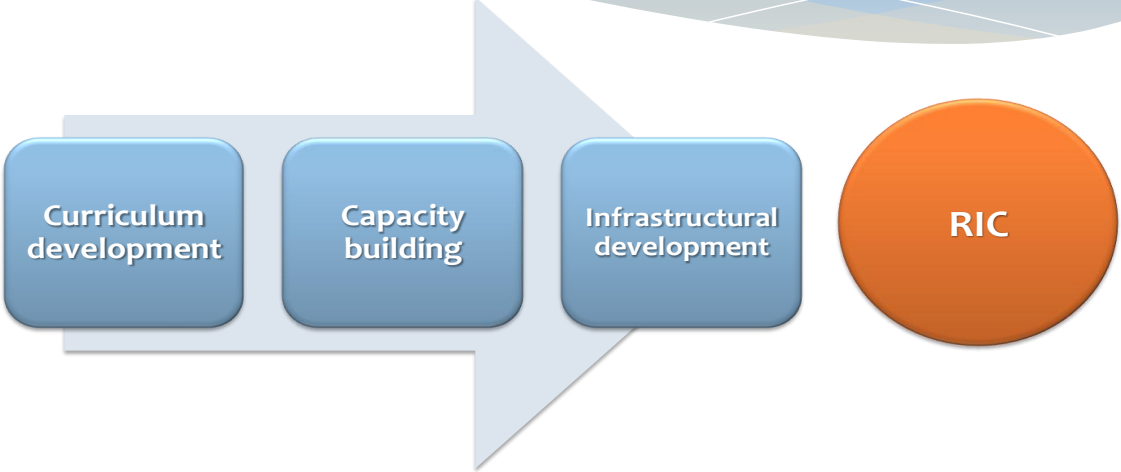 Curriculum
development
Capacity
building
Infrastructural
development
RIC